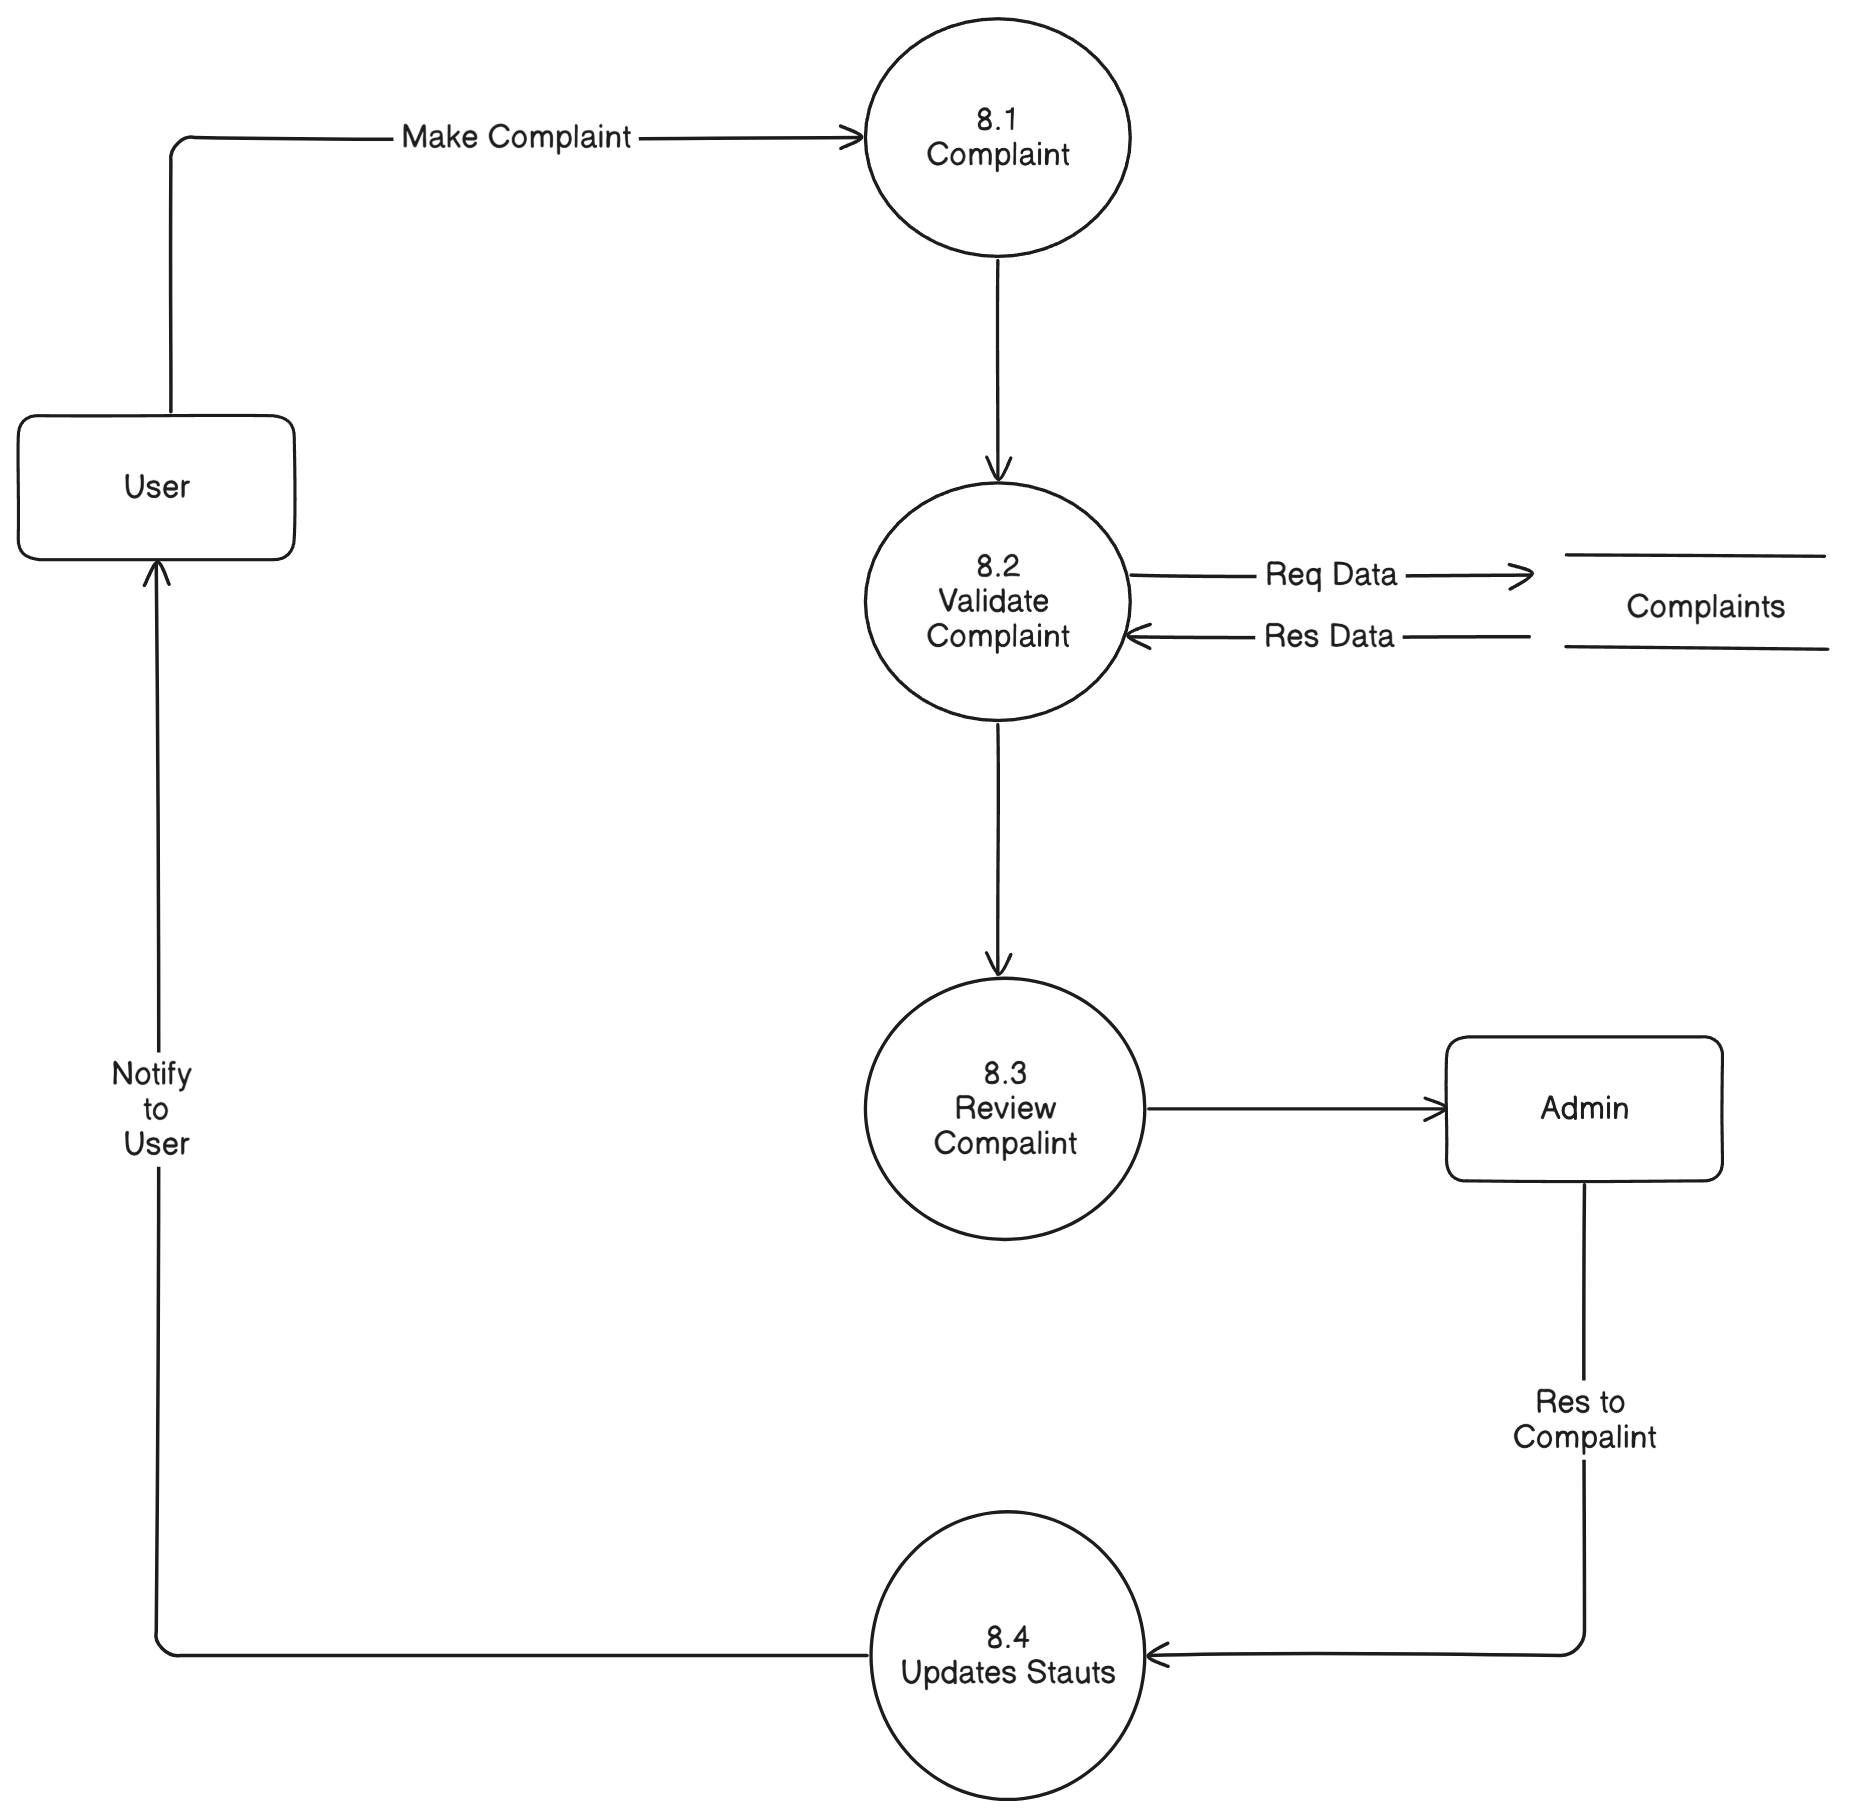 8.1
Complaint
Make Complaint
User
8.2
Validate
Complaint
Req Data
Res Data
Complaints
8.3
Review
Compalint
Admin
Notify
to
User
Res to
Compalint
8.4
Updates Stauts